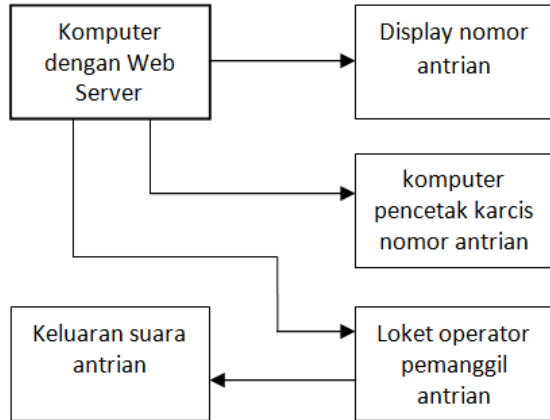 Komputer
dengan Web
Server
Display nomor
antrian
komputer
pencetak karcis
nomor antrian
Keluaran suara
antrian
Loket operator
pemanggil
antrian